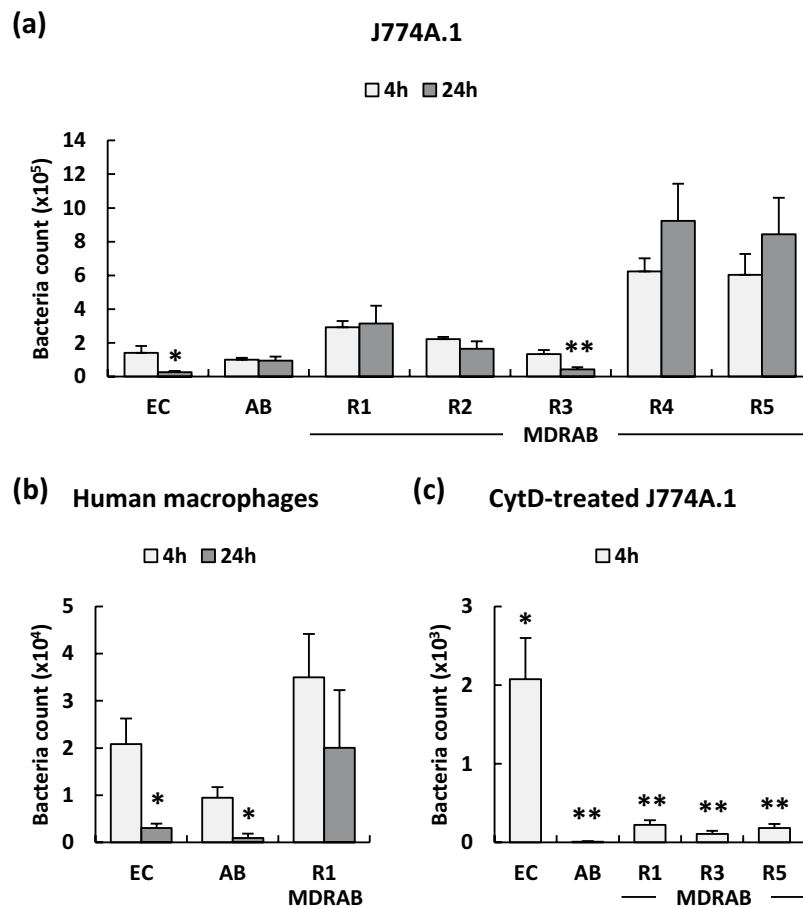 (a)
J774A.1
4h 24h
Bacteria count (x10⁵)
14
12
10
8
6
4
2
0
* **
EC AB R1 R2 R3 R4 R5
MDRAB
(b) Human macrophages
4h 24h
Bacteria count (x10⁴)
5
4
3
2
1
0
* *
EC AB R1
MDRAB
(c) CytD-treated J774A.1
4h
Bacteria count (x10³)
3
2
1
0
* ** ** ** **
EC AB R1 R3 R5
MDRAB